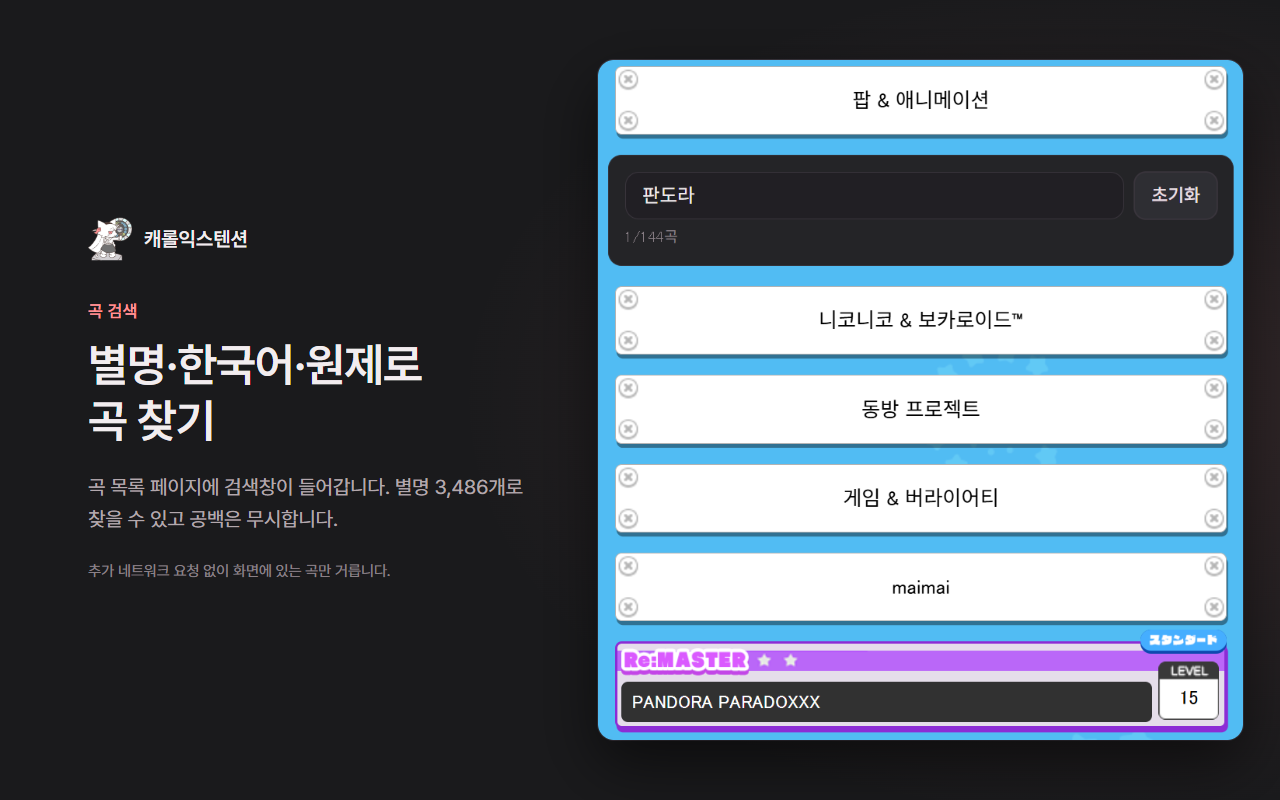 캐롤익스텐션
곡 검색
별명·한국어·원제로
곡 찾기
곡 목록 페이지에 검색창이 들어갑니다. 별명 3,486개로
찾을 수 있고 공백은 무시합니다.
추가 네트워크 요청 없이 화면에 있는 곡만 거릅니다.
팝 & 애니메이션
판도라
초기화
1/144곡
니코니코 & 보카로이드™
동방 프로젝트
게임 & 버라이어티
maimai
スタンダード
Re:MASTER
LEVEL
15
PANDORA PARADOXXX